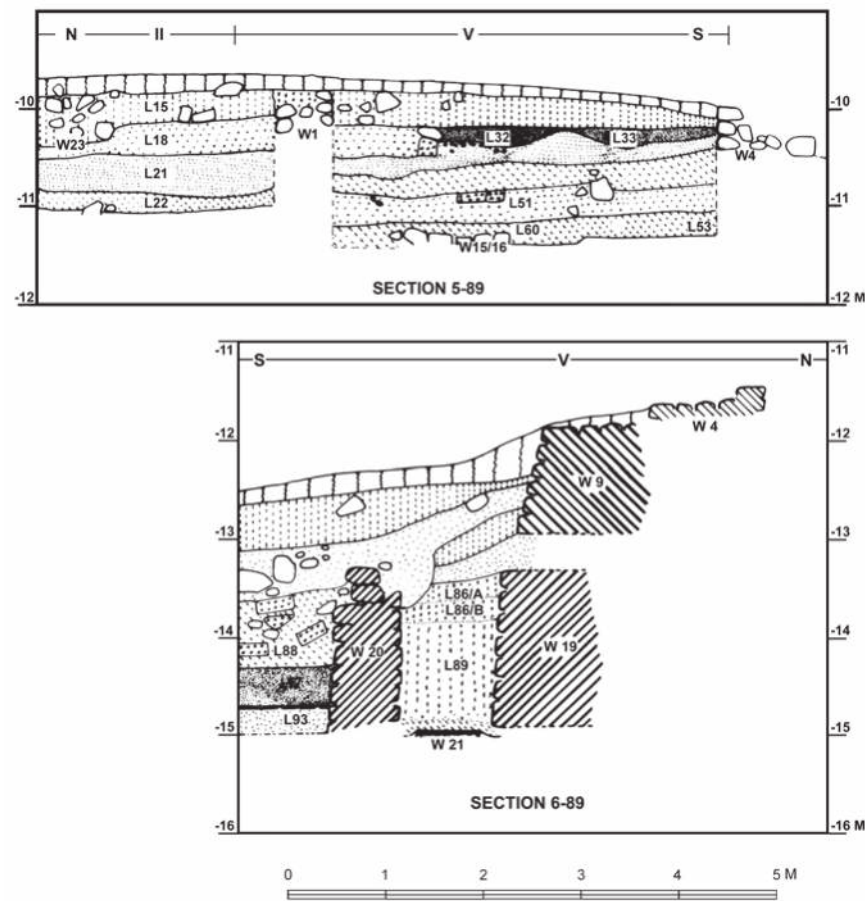 N II V S
-10 -10
L15 L32 L33
W23 W1 W4
L18
L21
-11 L22 L51 -11
L60 L53
W15/16
SECTION 5-89
-12 -12 M
-11 -11
S V N
W 4
-12 -12
W 9
-13 -13
L86/A
L86/B
-14 -14
L88 W 20 L89 W 19
L93
-15 -15
W 21
SECTION 6-89
-16 -16 M
0 1 2 3 4 5 M